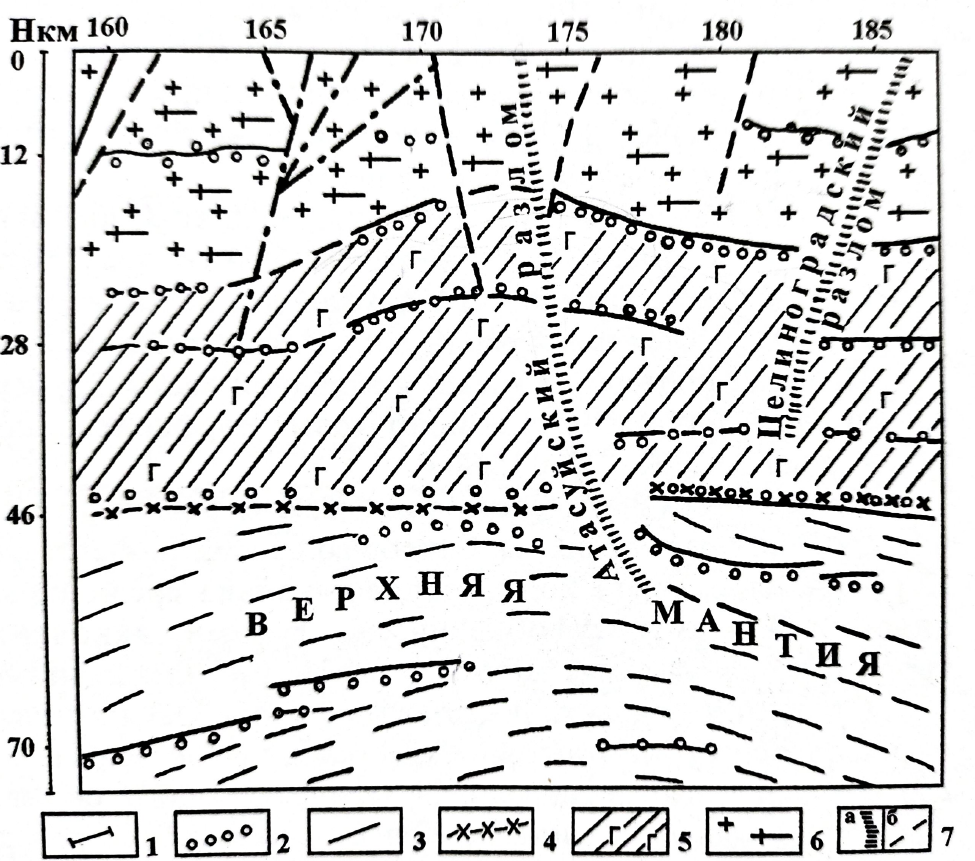 Нкм 160 165 170 175 180 185
0
12
28
46
70
Атасуйский разлом
Целиноградский
разлом
Г Г Г
Г Г
Г Г Г Г
Г Г Г Г
ВЕРХНЯЯ МАНТИЯ
1 2 3 4 Г Г 5 6 а б 7